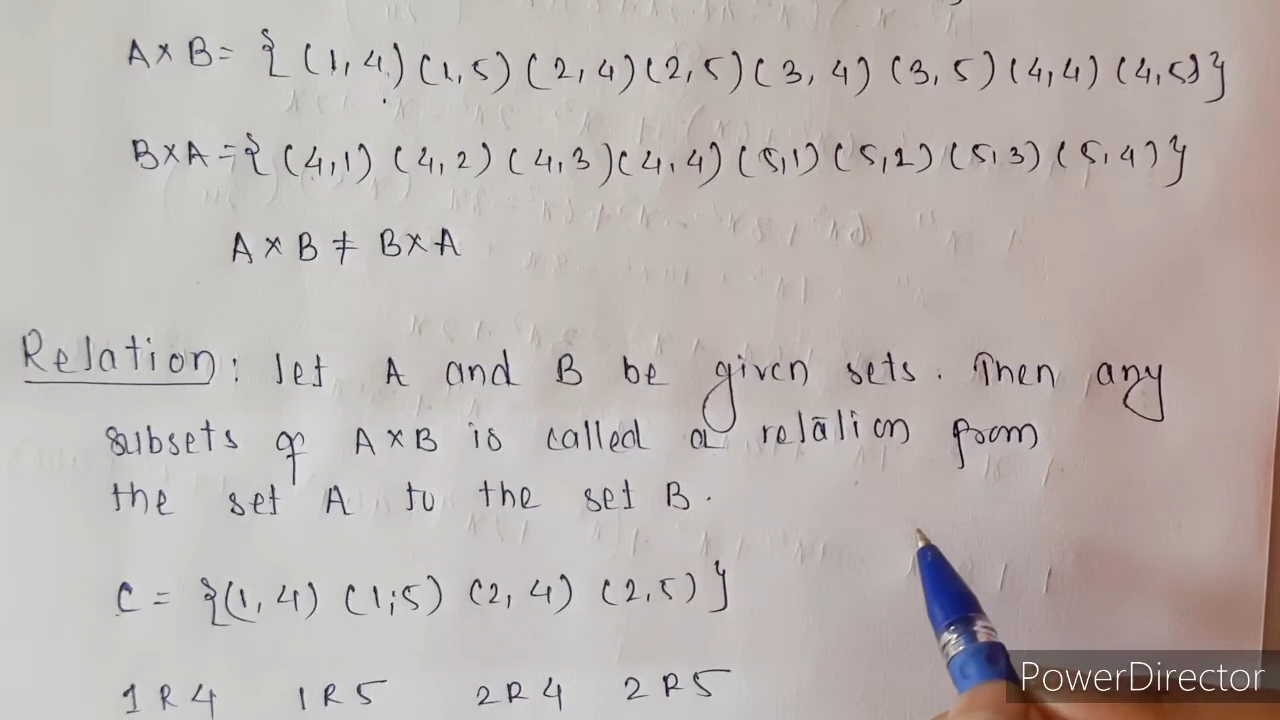 A × B = { (1, 4) (1, 5) (2, 4) (2, 5) (3, 4) (3, 5) (4, 4) (4, 5) }
B × A = { (4, 1) (4, 2) (4, 3) (4, 4) (5, 1) (5, 2) (5, 3) (5, 4) }
A × B ≠ B × A
Relation : let A and B be given sets. Then any
subsets of A × B is called a relation from
the set A to the set B.
C = {(1, 4) (1, 5) (2, 4) (2, 5) }
1 R 4 1 R 5 2 R 4 2 R 5
PowerDirector